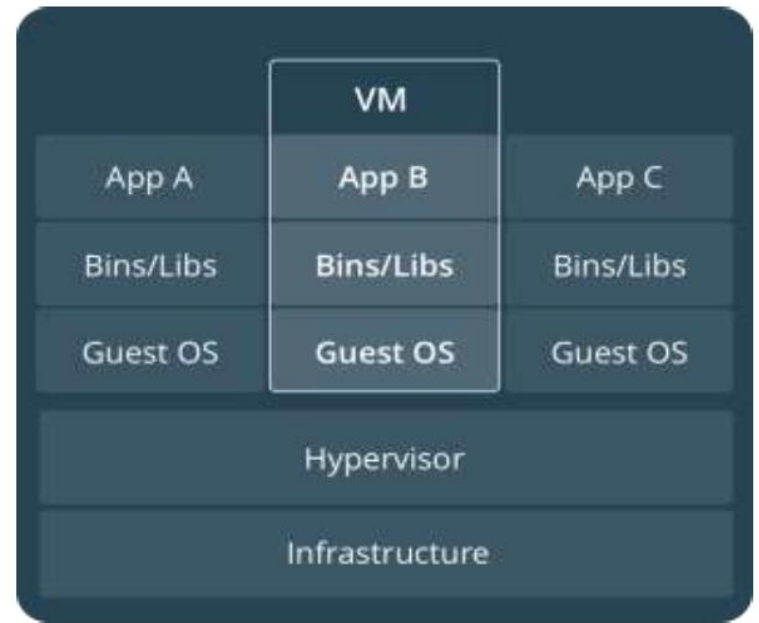 VM
App A App B App C
Bins/Libs Bins/Libs Bins/Libs
Guest OS Guest OS Guest OS
Hypervisor
Infrastructure